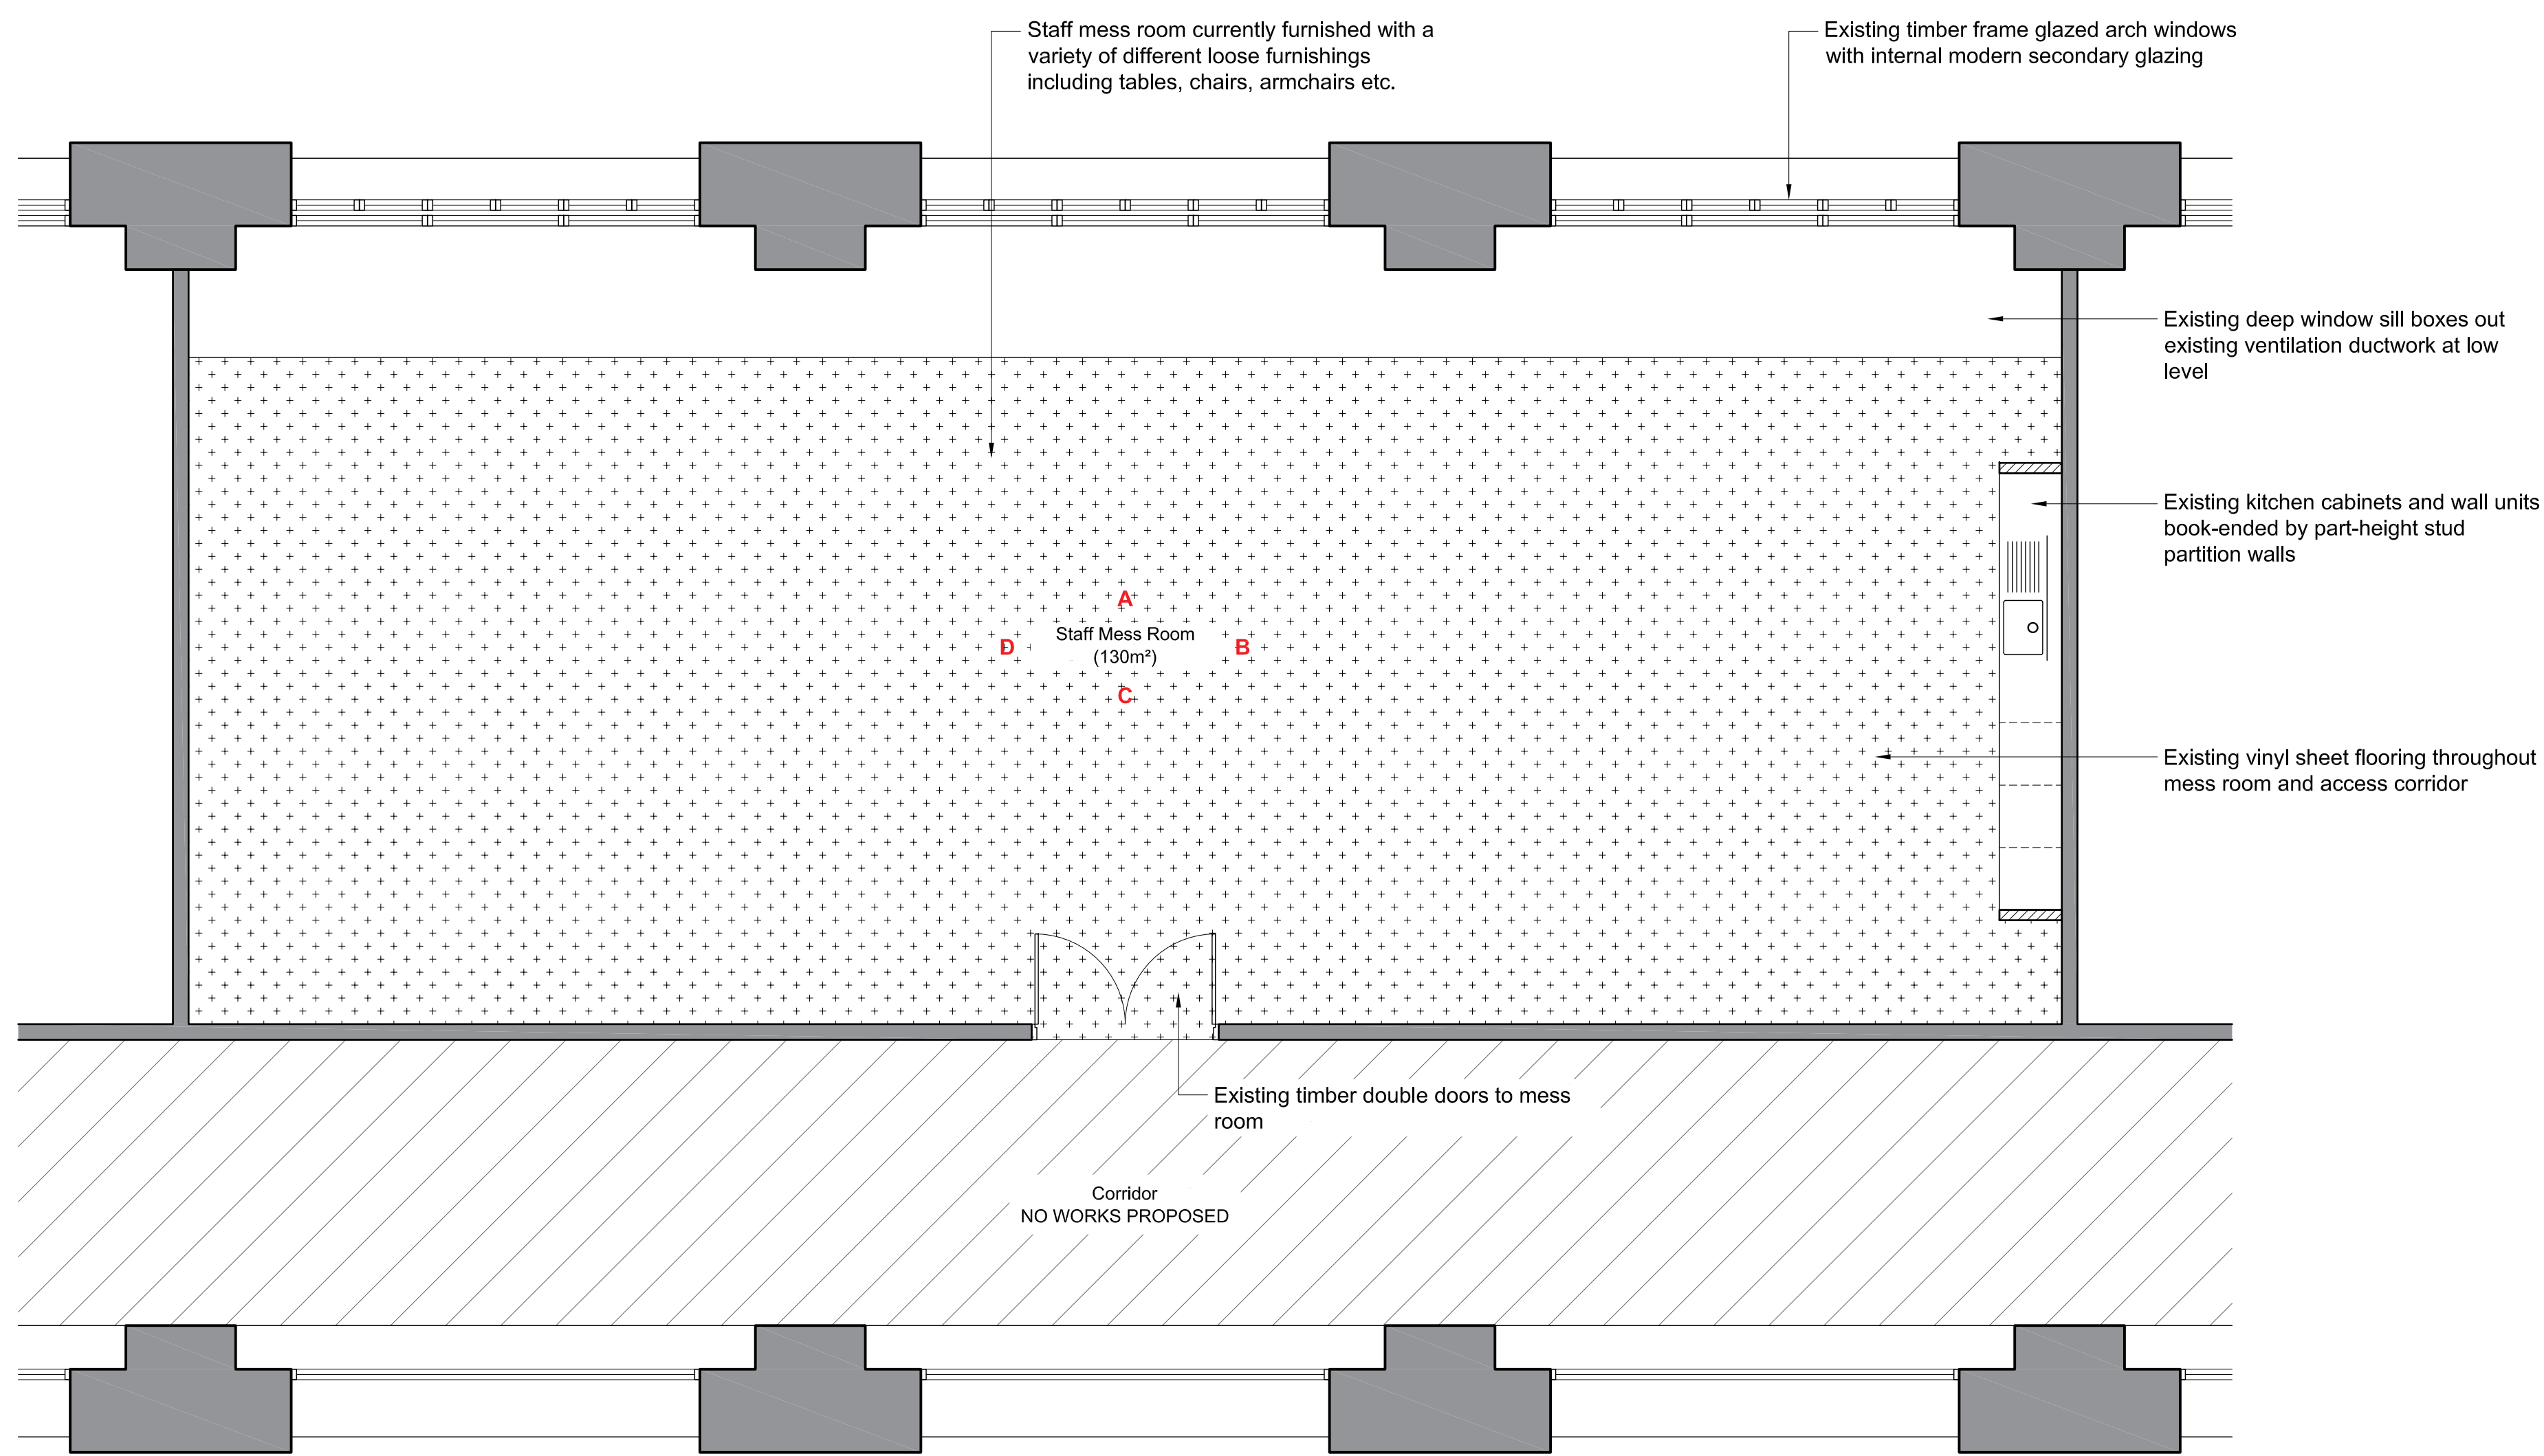 Staff mess room currently furnished with a
variety of different loose furnishings
including tables, chairs, armchairs etc.
Existing timber frame glazed arch windows
with internal modern secondary glazing
Existing deep window sill boxes out
existing ventilation ductwork at low
level
Existing kitchen cabinets and wall units
book-ended by part-height stud
partition walls
A
Staff Mess Room
(130m²)
D
B
C
Existing vinyl sheet flooring throughout
mess room and access corridor
Existing timber double doors to mess
room
Corridor
NO WORKS PROPOSED